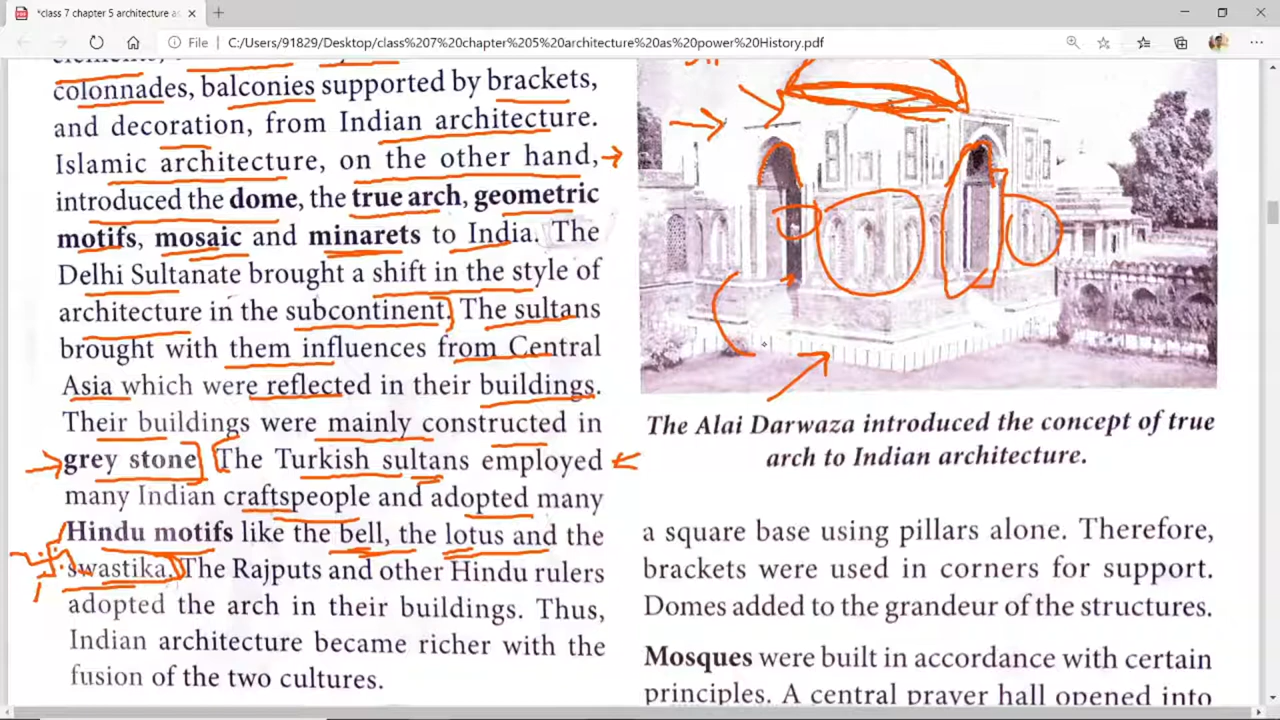 *class 7 chapter 5 architecture as
File
C:/Users/91829/Desktop/class%207%20chapter%205%20architecture%20as%20power%20History.pdf
colonnades, balconies supported by brackets,
and decoration, from Indian architecture.
Islamic architecture, on the other hand,
introduced the dome, the true arch, geometric
motifs, mosaic and minarets to India. The
Delhi Sultanate brought a shift in the style of
architecture in the subcontinent. The sultans
brought with them influences from Central
Asia which were reflected in their buildings.
Their buildings were mainly constructed in
grey stone. The Turkish sultans employed
many Indian craftspeople and adopted many
Hindu motifs like the bell, the lotus and the
swastika. The Rajputs and other Hindu rulers
adopted the arch in their buildings. Thus,
Indian architecture became richer with the
fusion of the two cultures.
The Alai Darwaza introduced the concept of true
arch to Indian architecture.
a square base using pillars alone. Therefore,
brackets were used in corners for support.
Domes added to the grandeur of the structures.
Mosques were built in accordance with certain
principles. A central prayer hall opened into